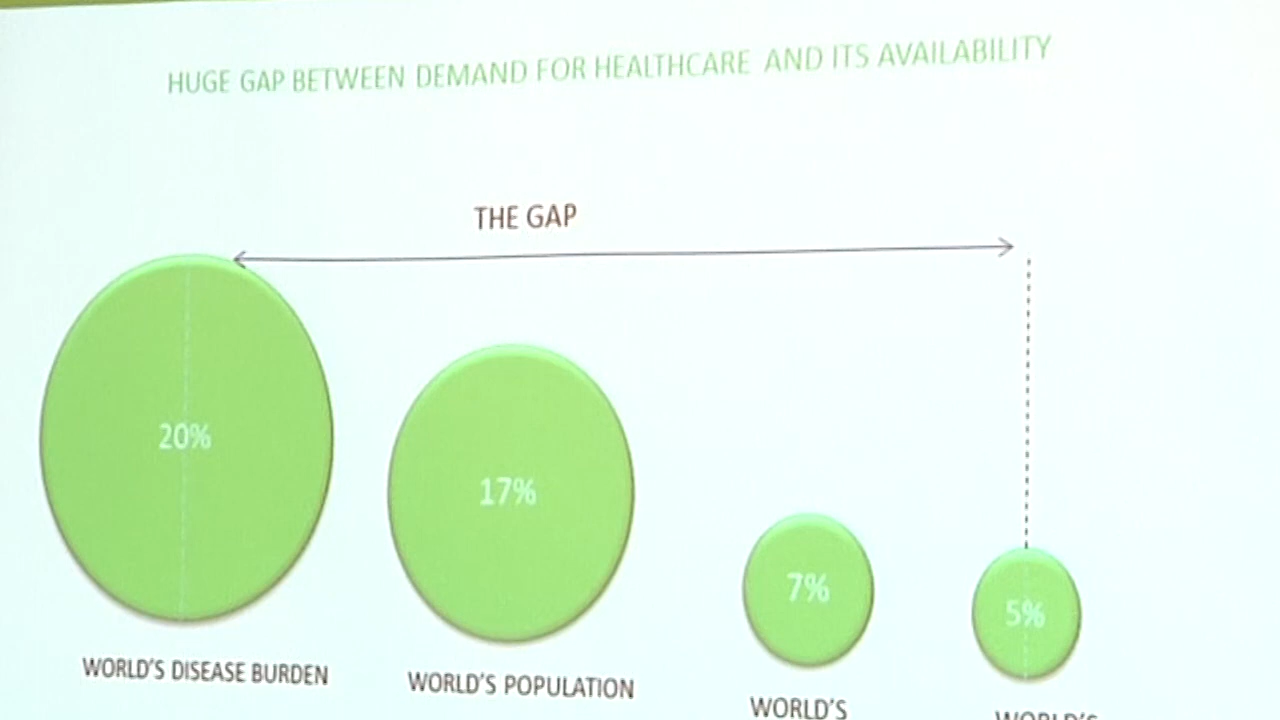 HUGE GAP BETWEEN DEMAND FOR HEALTHCARE AND ITS AVAILABILITY
THE GAP
20%
17%
7%
5%
WORLD'S DISEASE BURDEN
WORLD'S POPULATION
WORLD'S
WORLD'S